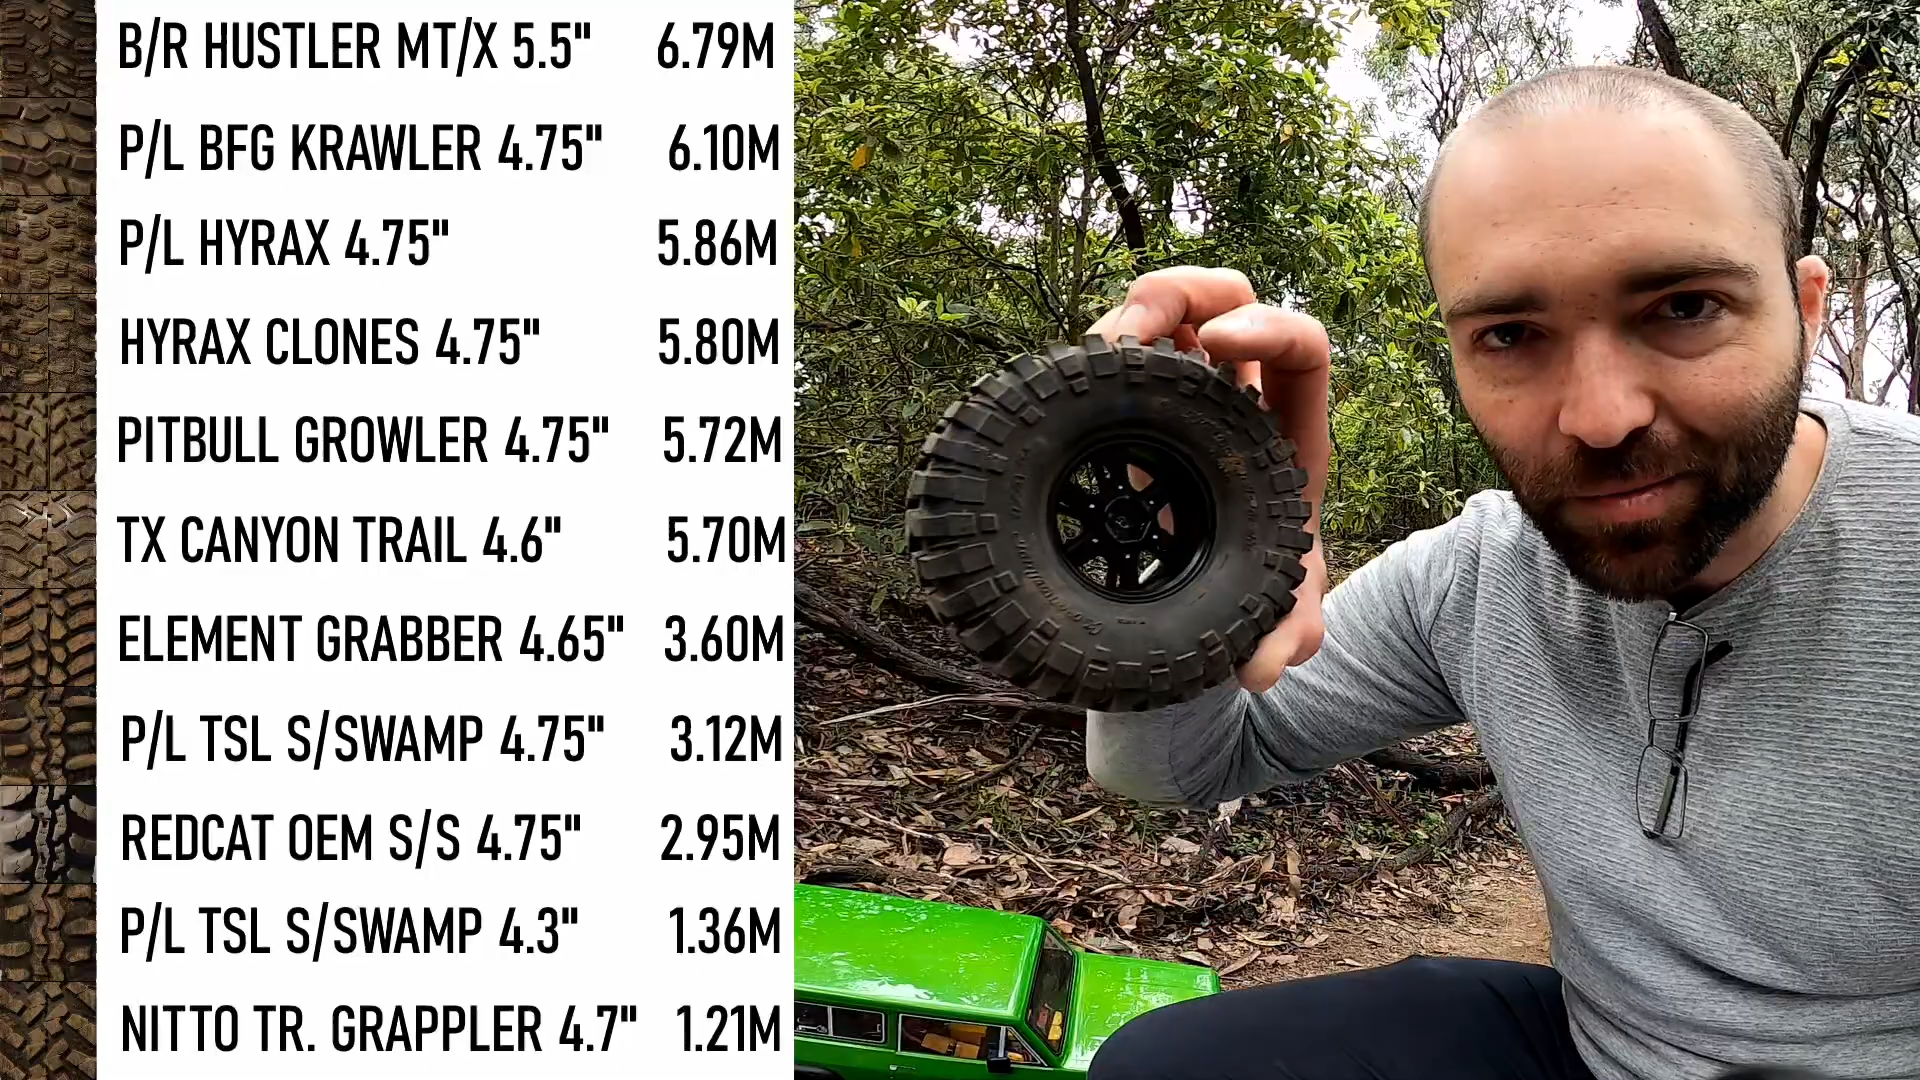 B/R HUSTLER MT/X 5.5" 6.79M
P/L BFG KRAWLER 4.75" 6.10M
P/L HYRAX 4.75" 5.86M
HYRAX CLONES 4.75" 5.80M
PITBULL GROWLER 4.75" 5.72M
TX CANYON TRAIL 4.6" 5.70M
ELEMENT GRABBER 4.65" 3.60M
P/L TSL S/SWAMP 4.75" 3.12M
REDCAT OEM S/S 4.75" 2.95M
P/L TSL S/SWAMP 4.3" 1.36M
NITTO TR. GRAPPLER 4.7" 1.21M